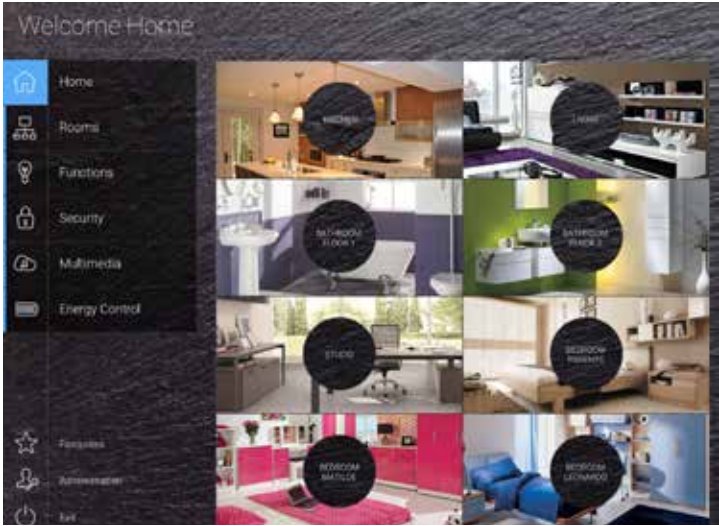 Welcome Home
Home
Rooms
Functions
Security
Multimedia
Energy Control
Favourites
Administration
Exit
KITCHEN
LIVING
BATHROOM
FLOOR 1
BATHROOM
FLOOR 2
STUDIO
BEDROOM
PARENTS
BEDROOM
MATILDE
BEDROOM
LEONARDO